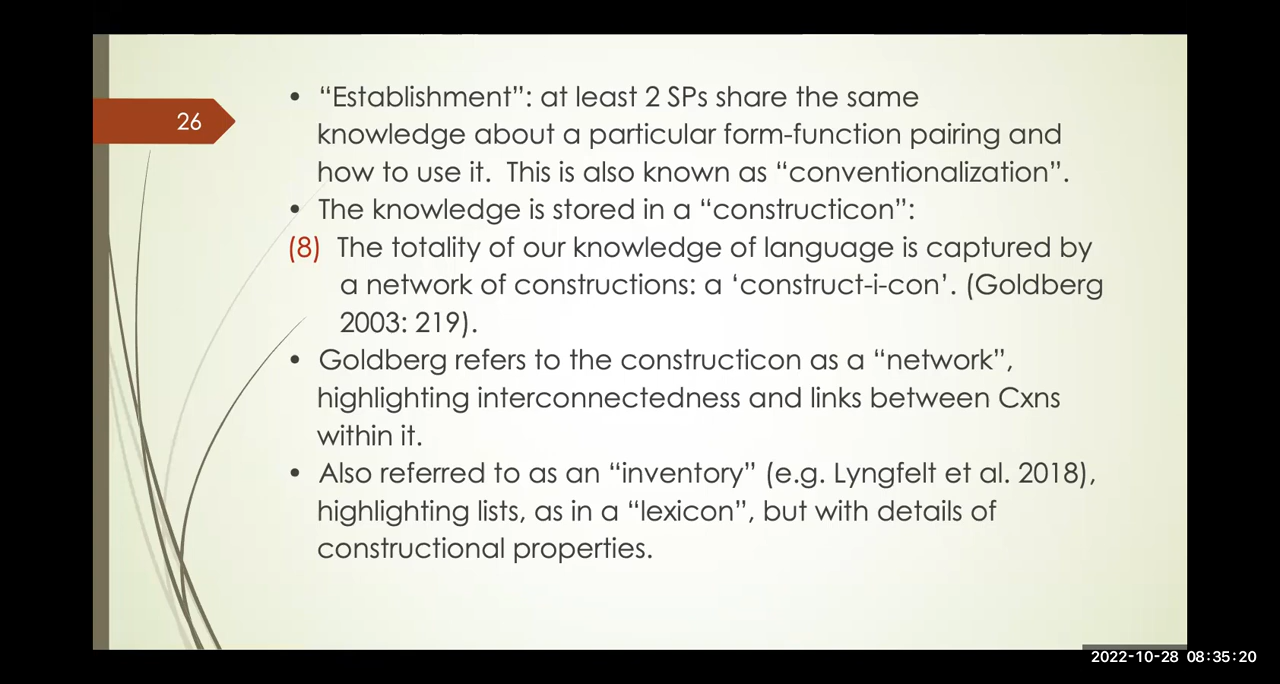 26
• “Establishment”: at least 2 SPs share the same
knowledge about a particular form-function pairing and
how to use it.  This is also known as “conventionalization”.
• The knowledge is stored in a “constructicon”:
(8) The totality of our knowledge of language is captured by
a network of constructions: a ‘construct-i-con’. (Goldberg
2003: 219).
• Goldberg refers to the constructicon as a “network”,
highlighting interconnectedness and links between Cxns
within it.
• Also referred to as an “inventory” (e.g. Lyngfelt et al. 2018),
highlighting lists, as in a “lexicon”, but with details of
constructional properties.
2022-10-28 08:35:20